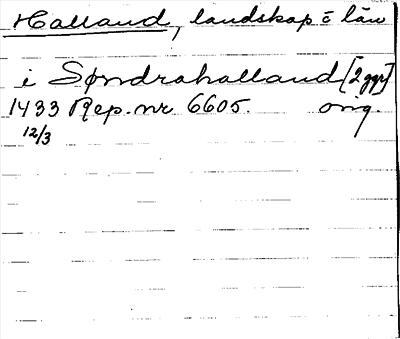 Halland, landskap o län
i Søndrahalland [2 ggr]
1433 Rep. nr 6605. orig.
12/3